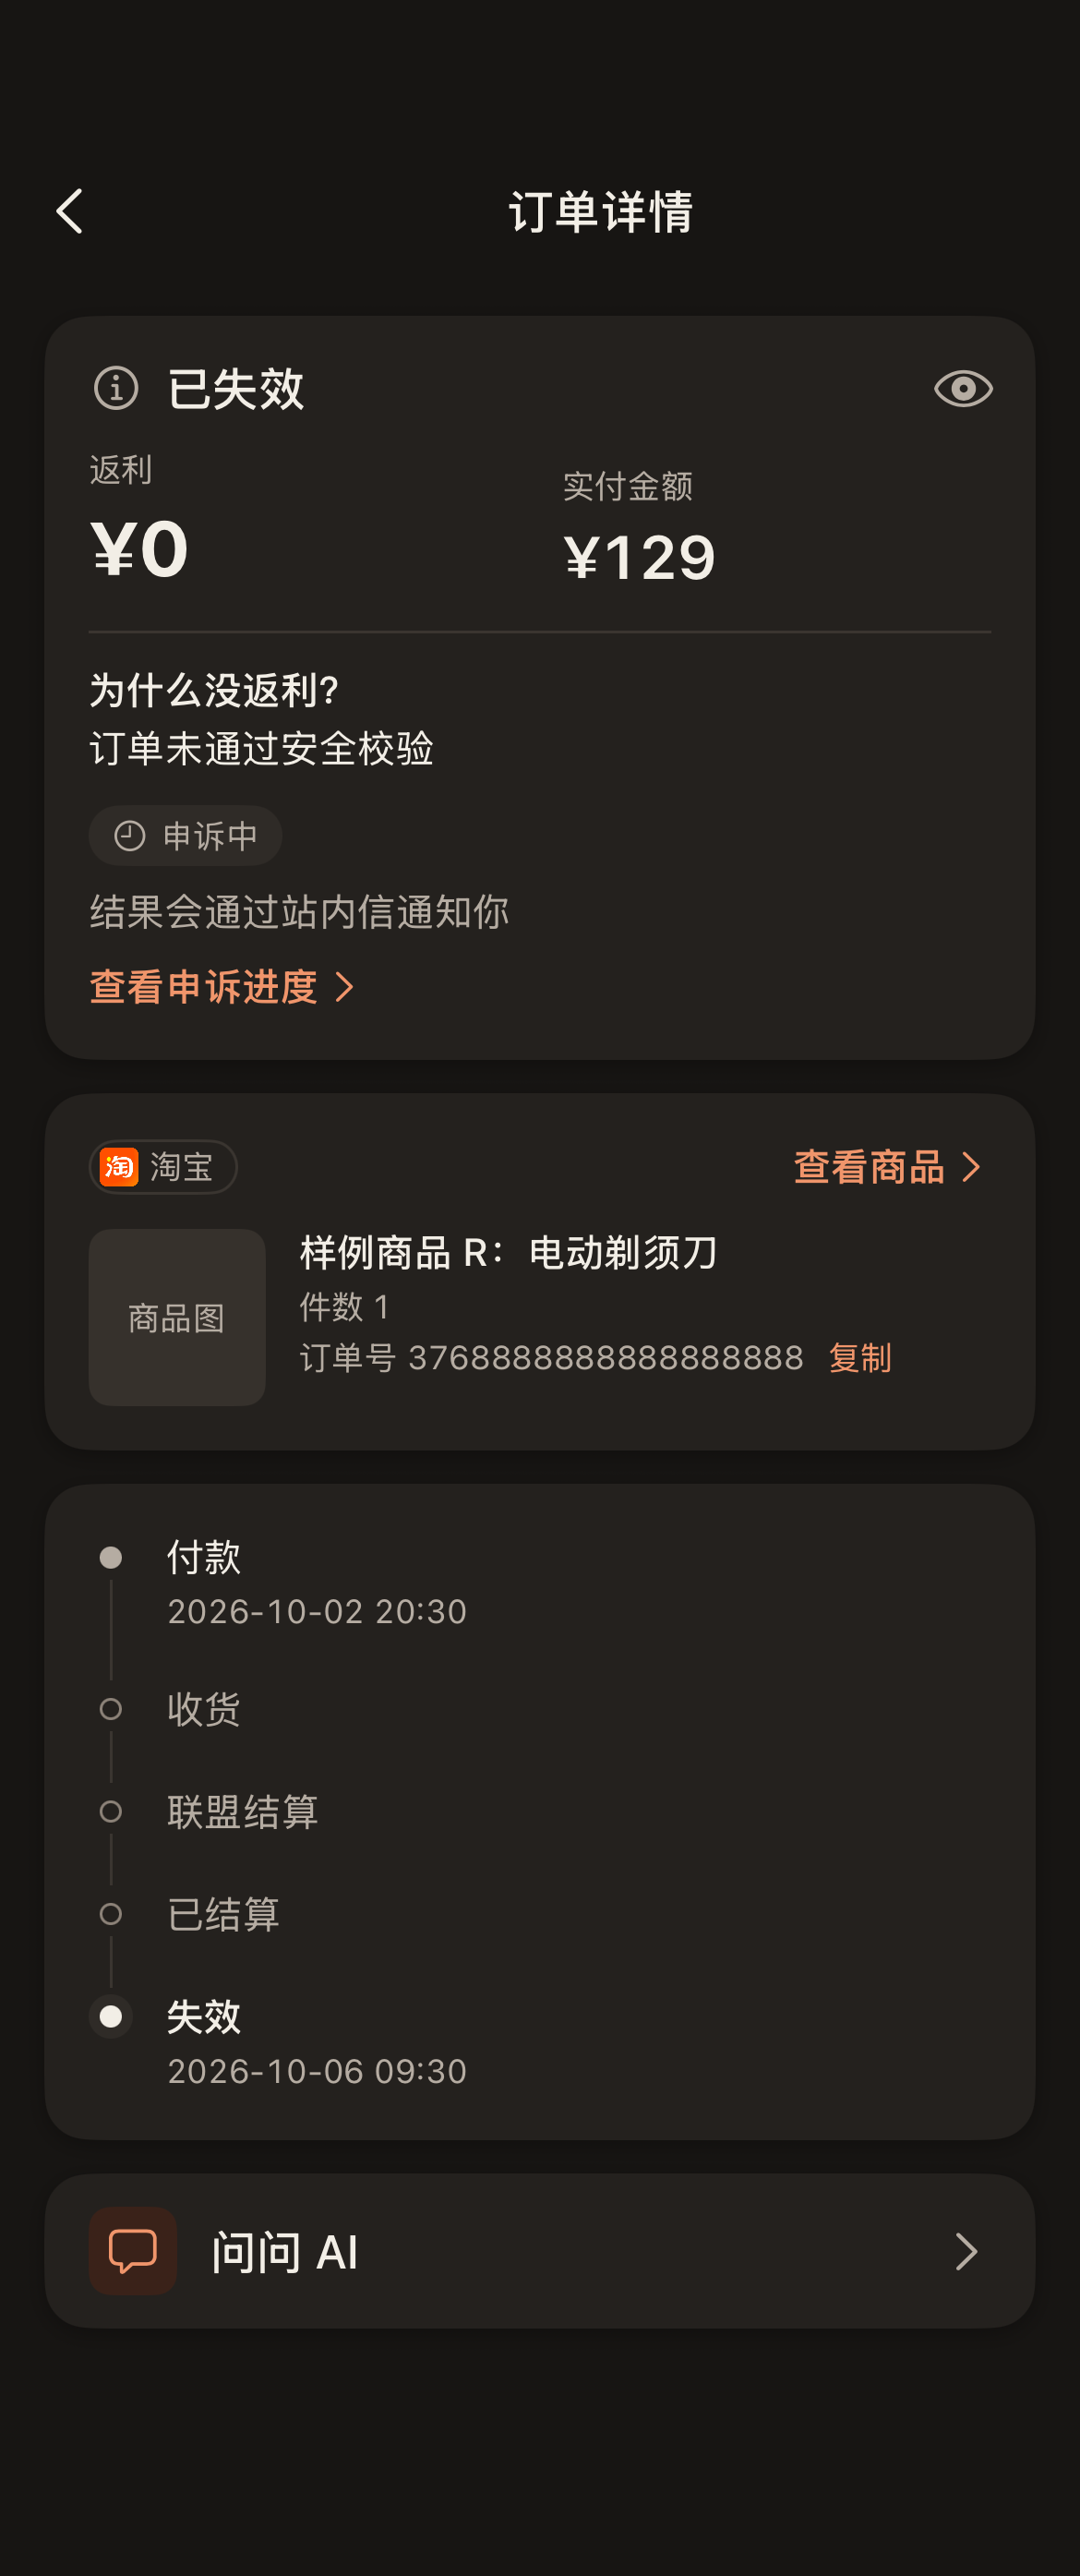 订单详情
已失效
返利
¥0
实付金额
¥129
为什么没返利?
订单未通过安全校验
申诉中
结果会通过站内信通知你
查看申诉进度
淘 淘宝
查看商品
商品图
样例商品 R：电动剃须刀
件数 1
订单号 3768888888888888888 复制
付款
2026-10-02 20:30
收货
联盟结算
已结算
失效
2026-10-06 09:30
问问 AI